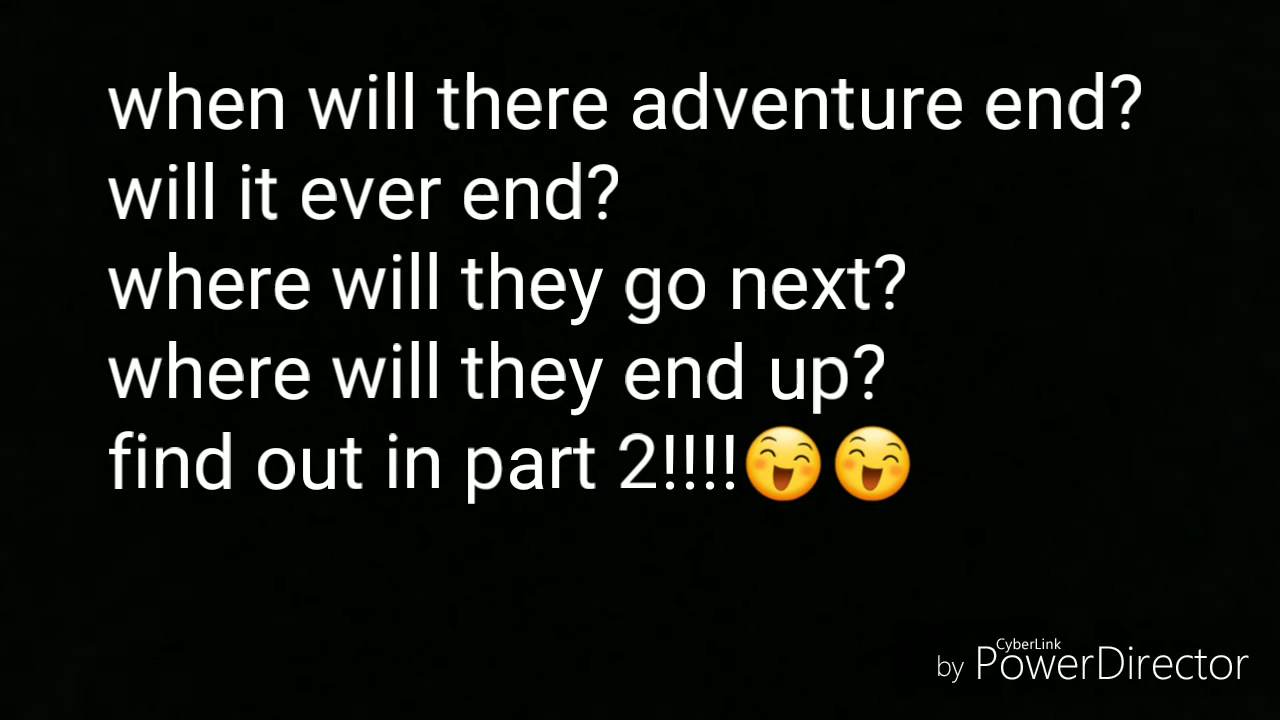 when will there adventure end?
will it ever end?
where will they go next?
where will they end up?
find out in part 2!!!!😄😄
CyberLink
by PowerDirector